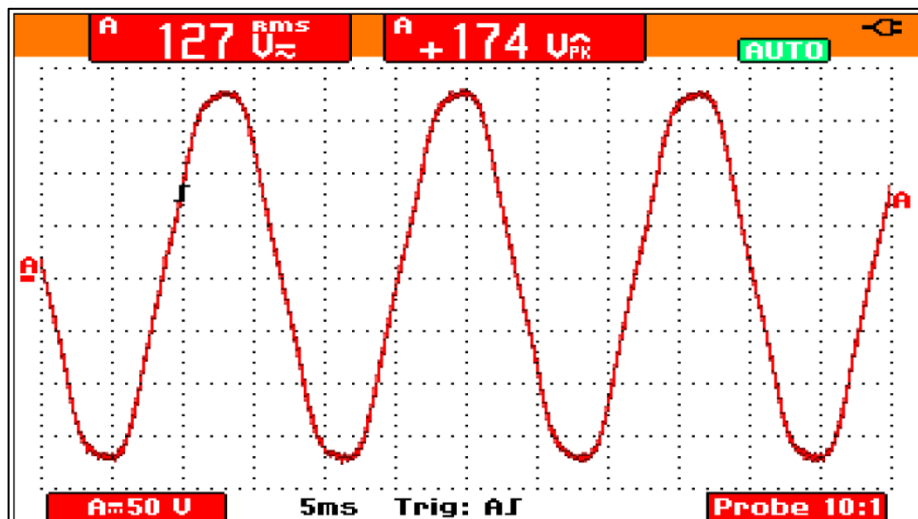 A 127 rms V≂ A +174 V PK
AUTO
A
A
A⎓50 V 5ms Trig: A∫ Probe 10:1